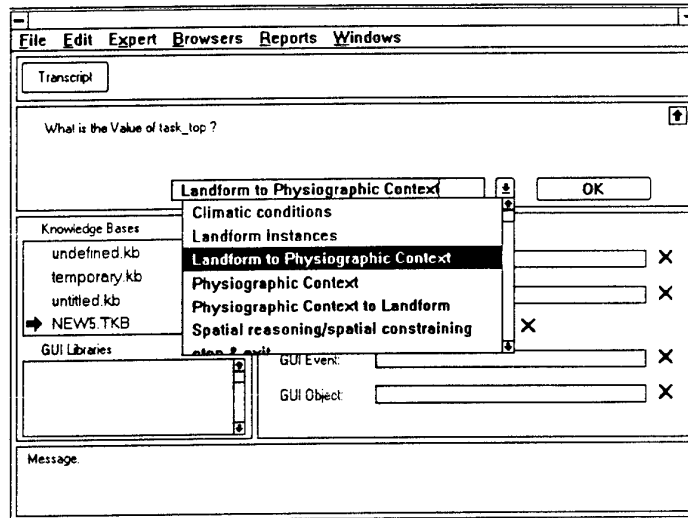 File Edit Expert Browsers Reports Windows
Transcript
What is the Value of task_top ?
Landform to Physiographic Context
OK
Climatic conditions
Landform Instances
Landform to Physiographic Context
Physiographic Context
Physiographic Context to Landform
Spatial reasoning/spatial constraining
stop & exit
Knowledge Bases
undefined.kb
temporary.kb
untitled.kb
NEW5.TKB
GUI Libraries
GUI Event:
GUI Object:
Message.